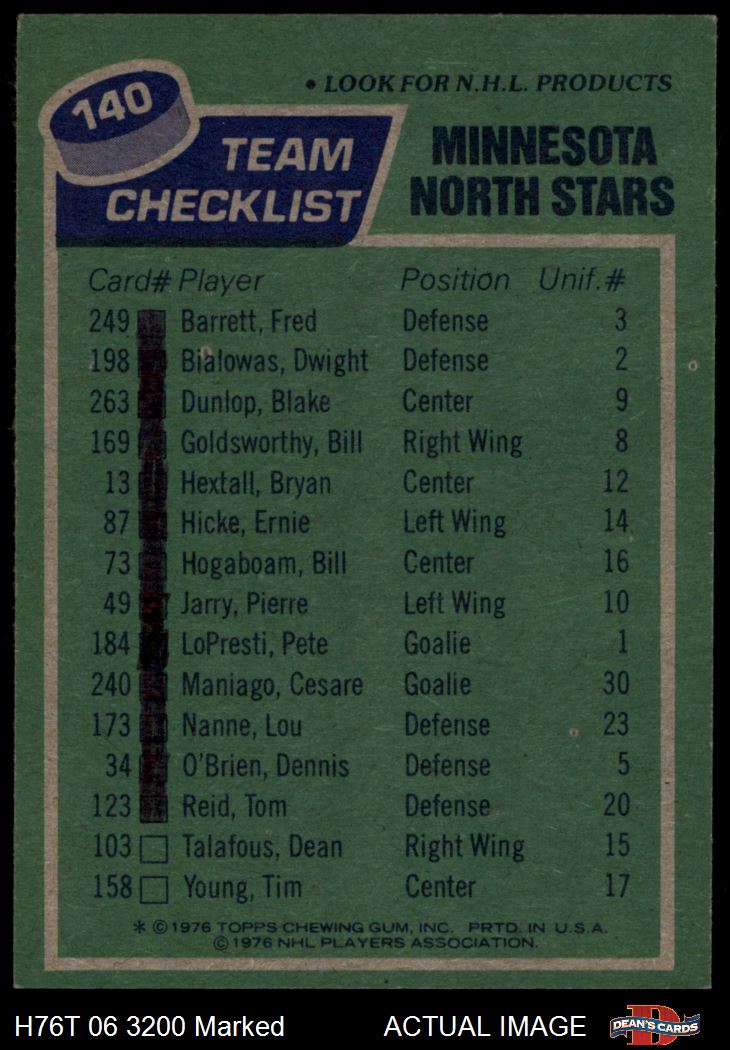 140
• LOOK FOR N.H.L. PRODUCTS
TEAM CHECKLIST
MINNESOTA NORTH STARS
Card# Player Position Unif.#
249 Barrett, Fred Defense 3
198 Bialowas, Dwight Defense 2
263 Dunlop, Blake Center 9
169 Goldsworthy, Bill Right Wing 8
13 Hextall, Bryan Center 12
87 Hicke, Ernie Left Wing 14
73 Hogaboam, Bill Center 16
49 Jarry, Pierre Left Wing 10
184 LoPresti, Pete Goalie 1
240 Maniago, Cesare Goalie 30
173 Nanne, Lou Defense 23
34 O'Brien, Dennis Defense 5
123 Reid, Tom Defense 20
103 Talafous, Dean Right Wing 15
158 Young, Tim Center 17
* ©1976 TOPPS CHEWING GUM, INC. PRTD. IN U.S.A.
©1976 NHL PLAYERS ASSOCIATION.
H76T 06 3200 Marked ACTUAL IMAGE D DEAN'S CARDS